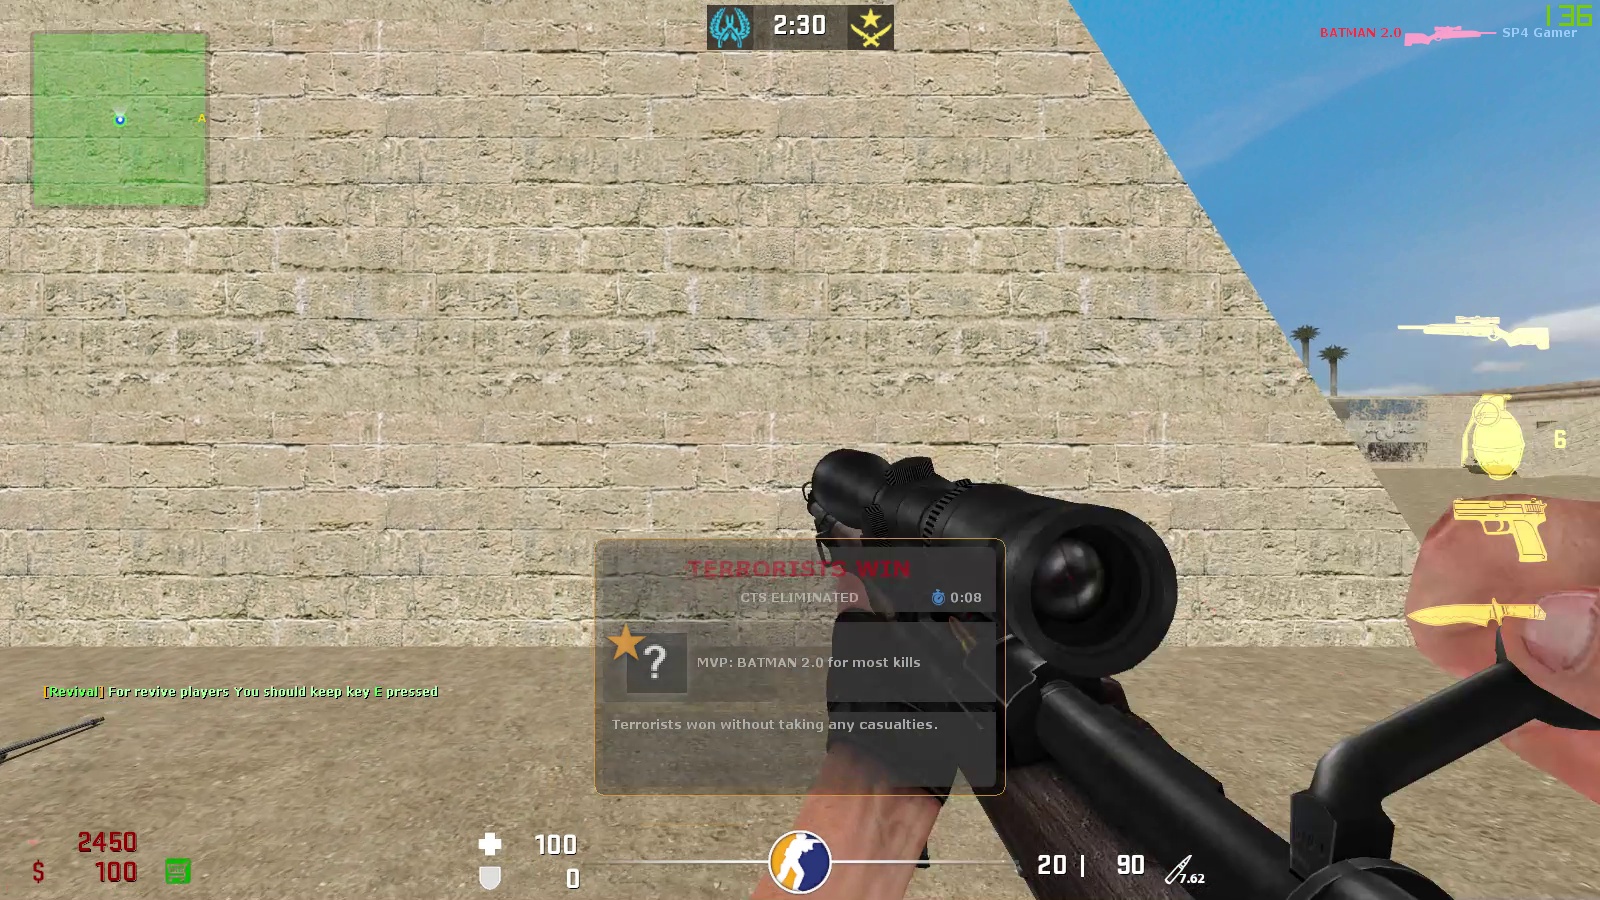 2:30
136
BATMAN 2.0 SP4 Gamer
A
6
TERRORISTS WIN
CTS ELIMINATED 0:08
?
MVP: BATMAN 2.0 for most kills
[Revival] For revive players You should keep key E pressed
Terrorists won without taking any casualties.
2450
$ 100
100
0
20 | 90
7.62